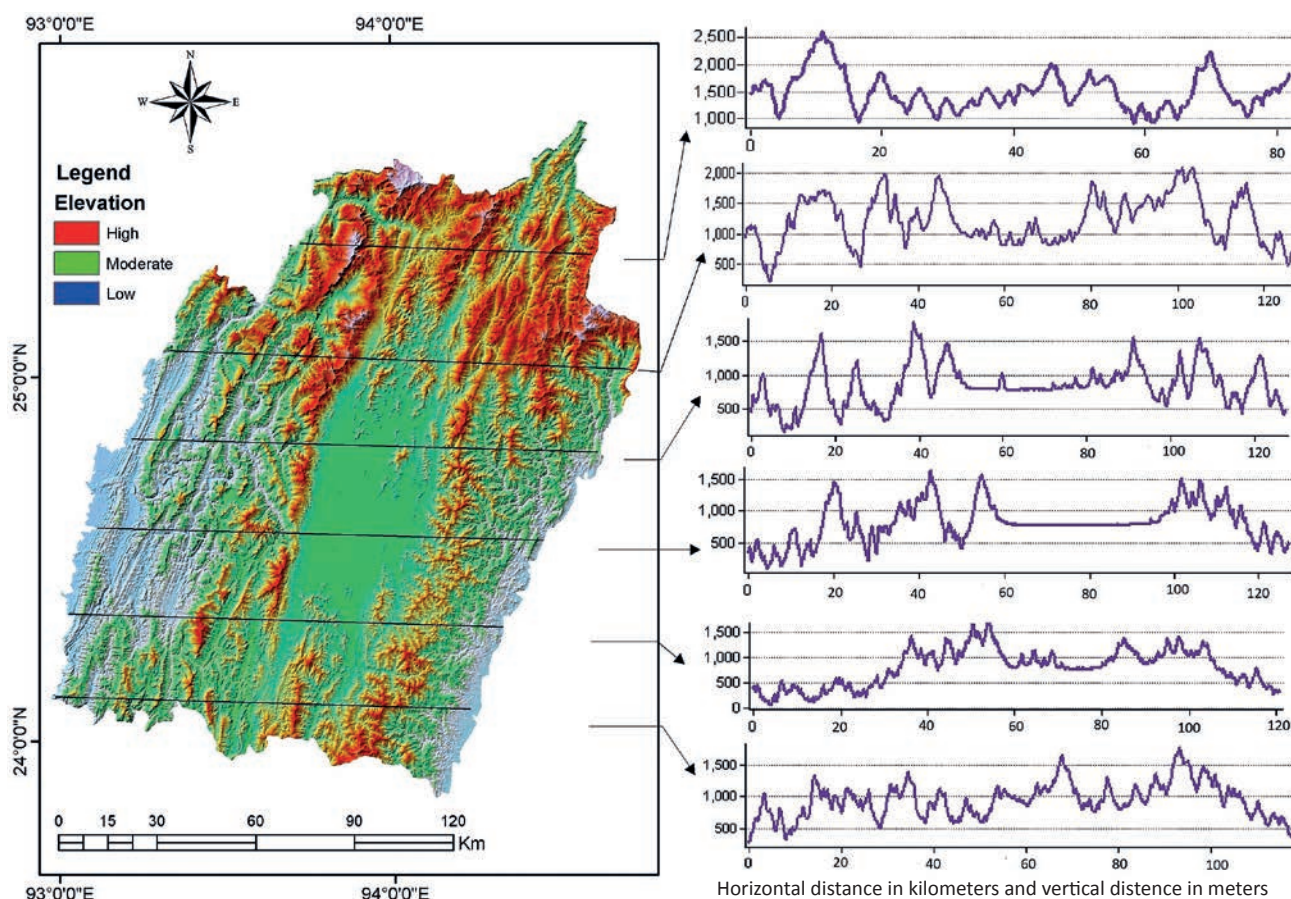 93°0'0"E 94°0'0"E
N
W E
S
Legend
Elevation
High
Moderate
Low
25°0'0"N
24°0'0"N
0 15 30 60 90 120
Km
93°0'0"E 94°0'0"E
2,500
2,000
1,500
1,000
0 20 40 60 80
2,000
1,500
1,000
500
0 20 40 60 80 100 120
1,500
1,000
500
0 20 40 60 80 100 120
1,500
1,000
500
0 20 40 60 80 100 120
1,500
1,000
500
0
0 20 40 60 80 100 120
1,500
1,000
500
0 20 40 60 80 100
Horizontal distance in kilometers and vertical distence in meters